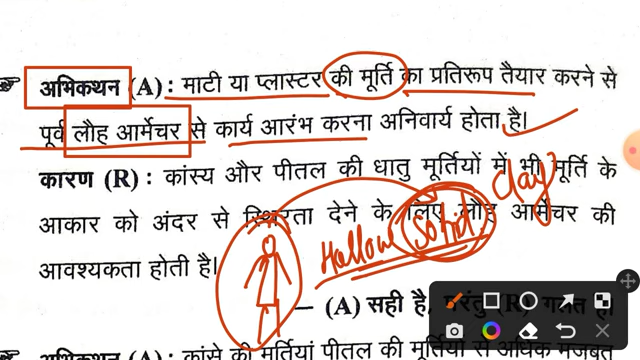 अभिकथन (A) : माटी या प्लास्टर की मूर्ति का प्रतिरूप तैयार करने से
पूर्व लौह आर्मेचर से कार्य आरंभ करना अनिवार्य होता है।
कारण (R) : कांस्य और पीतल की धातु मूर्तियों में भी मूर्ति के
clay
आकार को अंदर से स्थिरता देने के लिए लौह आर्मेचर की
Hollow Solid
आवश्यकता होती है।
— (A) सही है, परंतु (R) गलत है।
अभिकथन (A) : कांसे की मूर्तियां पीतल की मूर्तियों से अधिक मजबूत